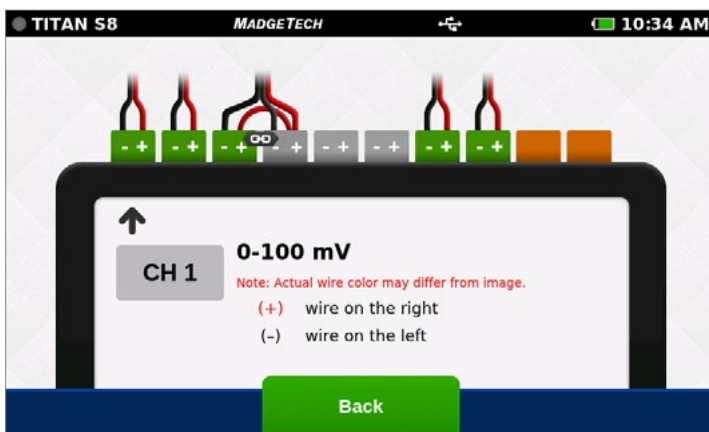 TITAN S8 MADGETECH 10:34 AM
- + - + - + - + - + - + - + - +
CH 1
0-100 mV
Note: Actual wire color may differ from image.
(+) wire on the right
(–) wire on the left
Back